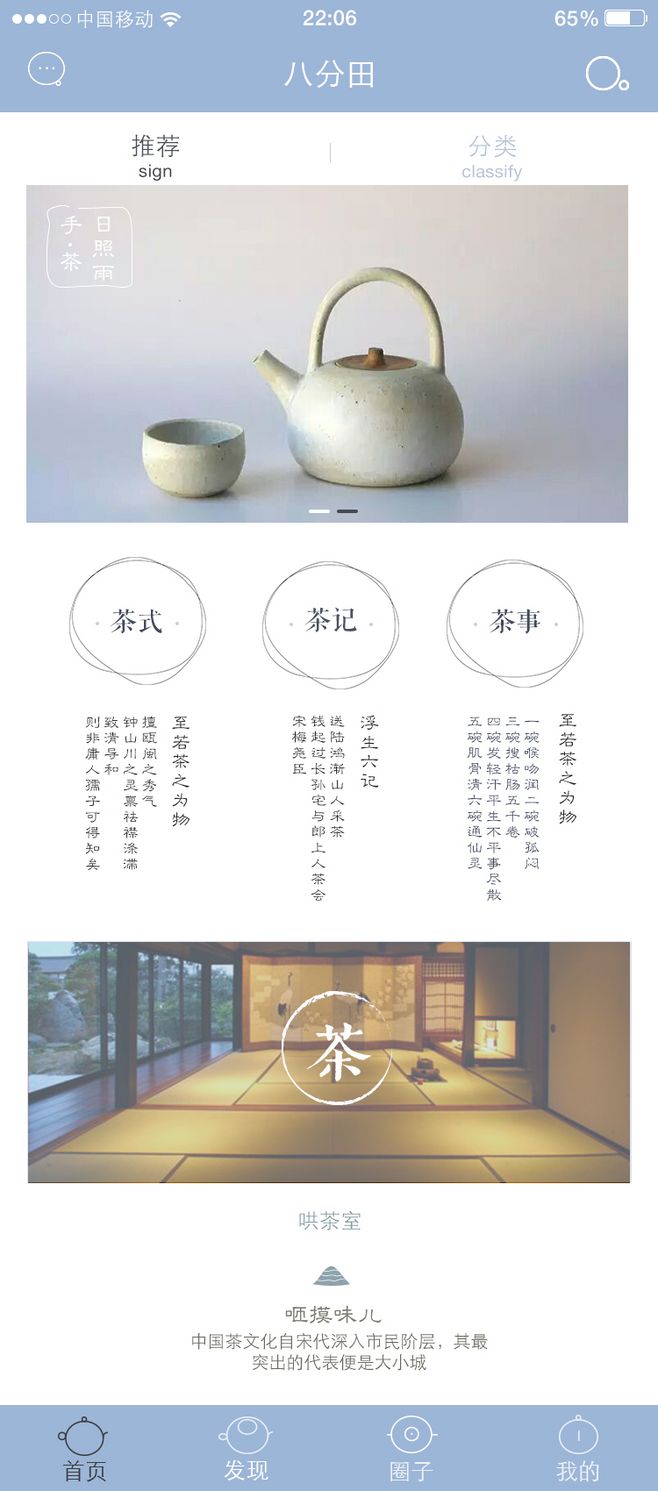 中国移动
22:06
65%
八分田
推荐
sign
分类
classify
日照雨
手·茶
·茶式·
·茶记·
·茶事·
至若茶之为物
擅瓯闽之秀气
钟山川之灵禀祛襟涤滞
致清导和
则非庸人孺子可得知矣
浮生六记
送陆鸿渐山人采茶
钱起过长孙宅与郎上人茶会
宋梅尧臣
至若茶之为物
一碗喉吻润二碗破孤闷
三碗搜枯肠五千卷
四碗发轻汗平生不平事尽散
五碗肌骨清六碗通仙灵
茶
哄茶室
咂摸味儿
中国茶文化自宋代深入市民阶层，其最
突出的代表便是大小城
首页
发现
圈子
我的